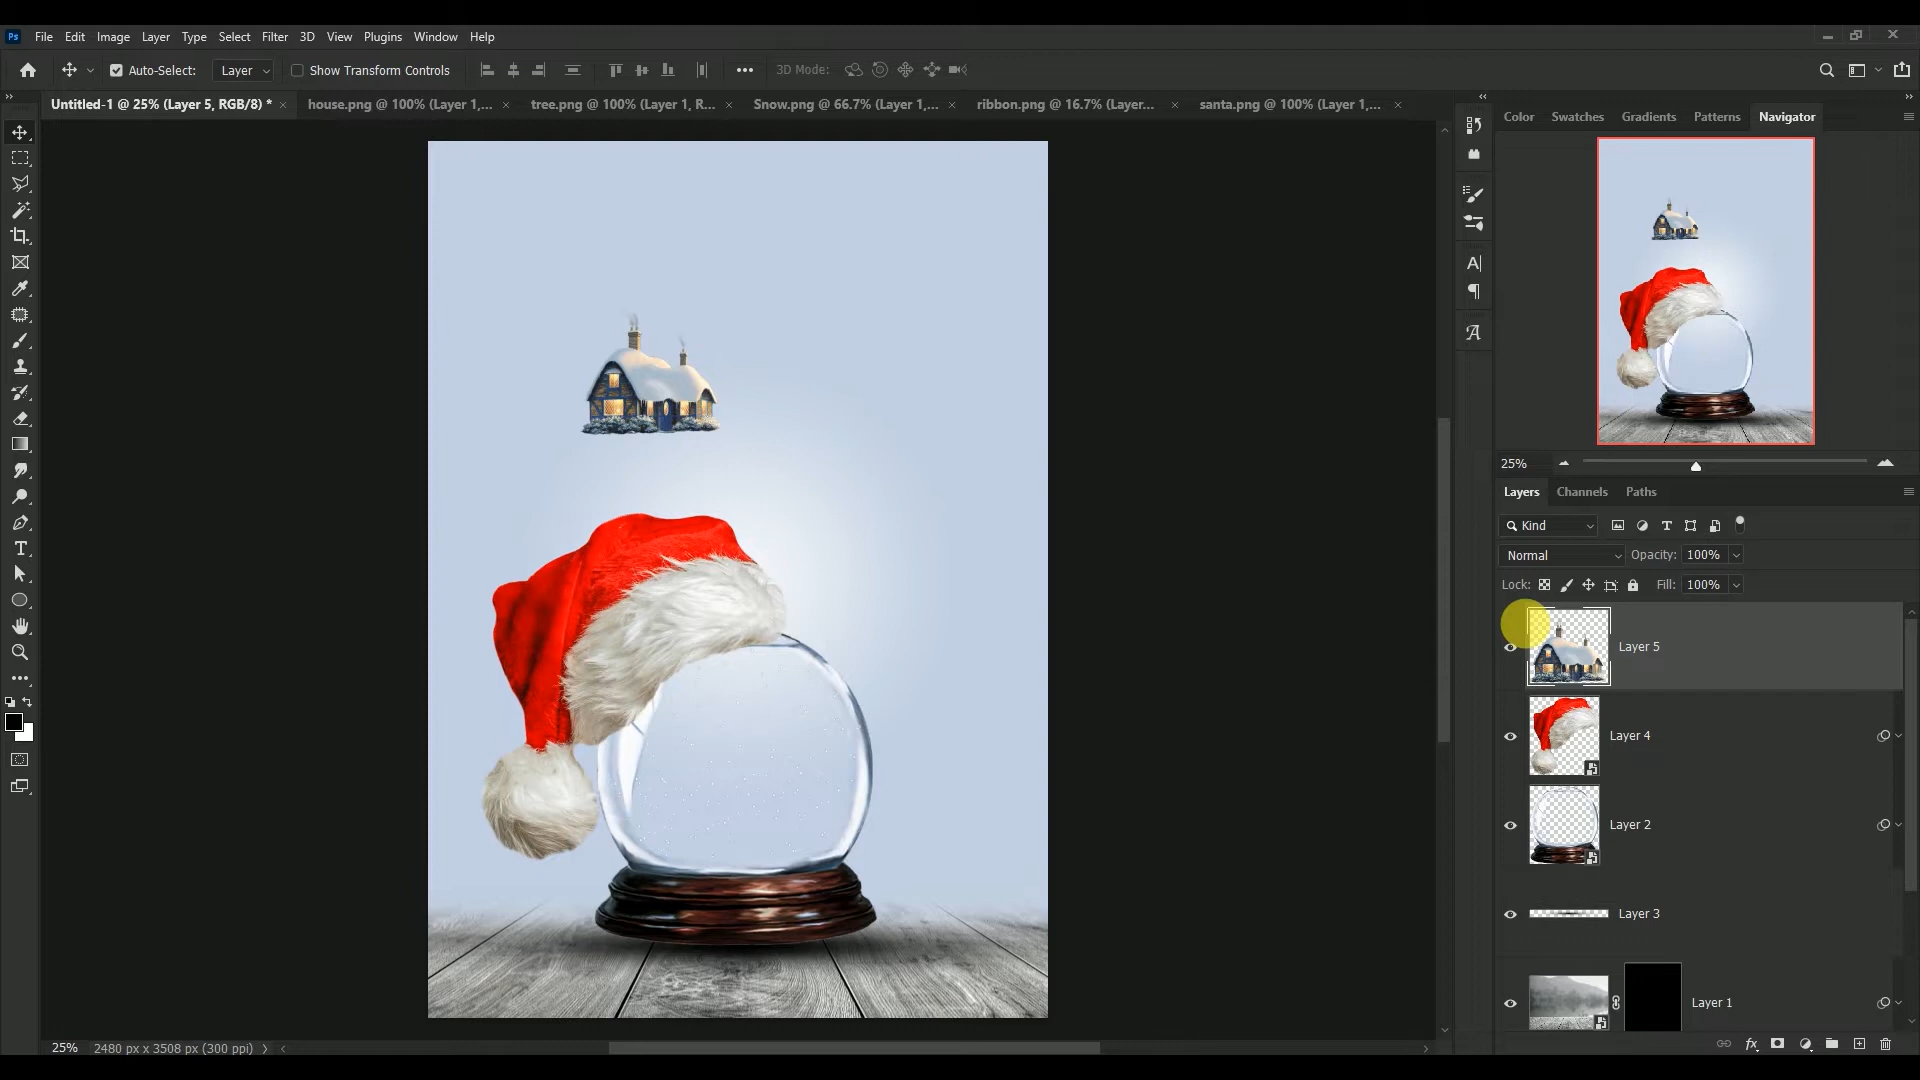 Ps File Edit Image Layer Type Select Filter 3D View Plugins Window Help
Auto-Select: Layer Show Transform Controls 3D Mode:
Untitled-1 @ 25% (Layer 5, RGB/8) * house.png @ 100% (Layer 1,... tree.png @ 100% (Layer 1, R... Snow.png @ 66.7% (Layer 1,... ribbon.png @ 16.7% (Layer... santa.png @ 100% (Layer 1,...
Color Swatches Gradients Patterns Navigator
25%
Layers Channels Paths
Kind
Normal Opacity: 100%
Lock: Fill: 100%
Layer 5
Layer 4
Layer 2
Layer 3
Layer 1
25% 2480 px x 3508 px (300 ppi)